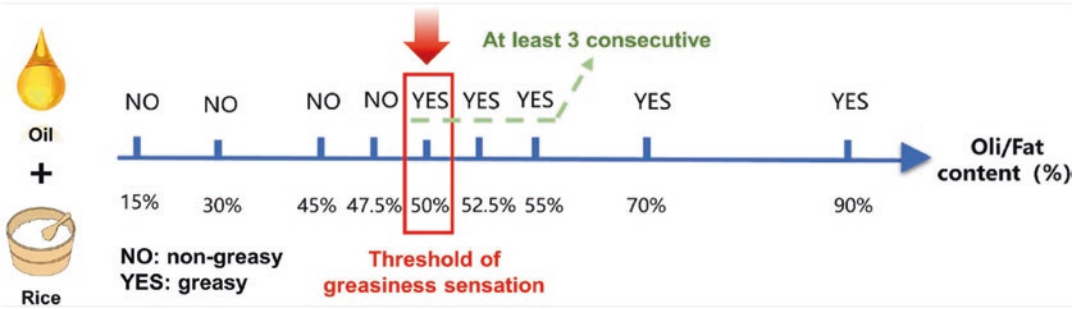 At least 3 consecutive
NO NO NO NO YES YES YES YES YES
Oil
+
Rice
15% 30% 45% 47.5% 50% 52.5% 55% 70% 90%
Oli/Fat
content (%)
NO: non-greasy
YES: greasy
Threshold of
greasiness sensation